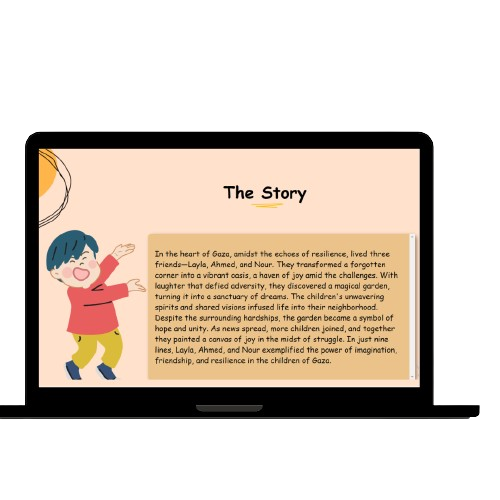 The Story
In the heart of Gaza, amidst the echoes of resilience, lived three
friends—Layla, Ahmed, and Nour. They transformed a forgotten
corner into a vibrant oasis, a haven of joy amid the challenges. With
laughter that defied adversity, they discovered a magical garden,
turning it into a sanctuary of dreams. The children's unwavering
spirits and shared visions infused life into their neighborhood.
Despite the surrounding hardships, the garden became a symbol of
hope and unity. As news spread, more children joined, and together
they painted a canvas of joy in the midst of struggle. In just nine
lines, Layla, Ahmed, and Nour exemplified the power of imagination,
friendship, and resilience in the children of Gaza.